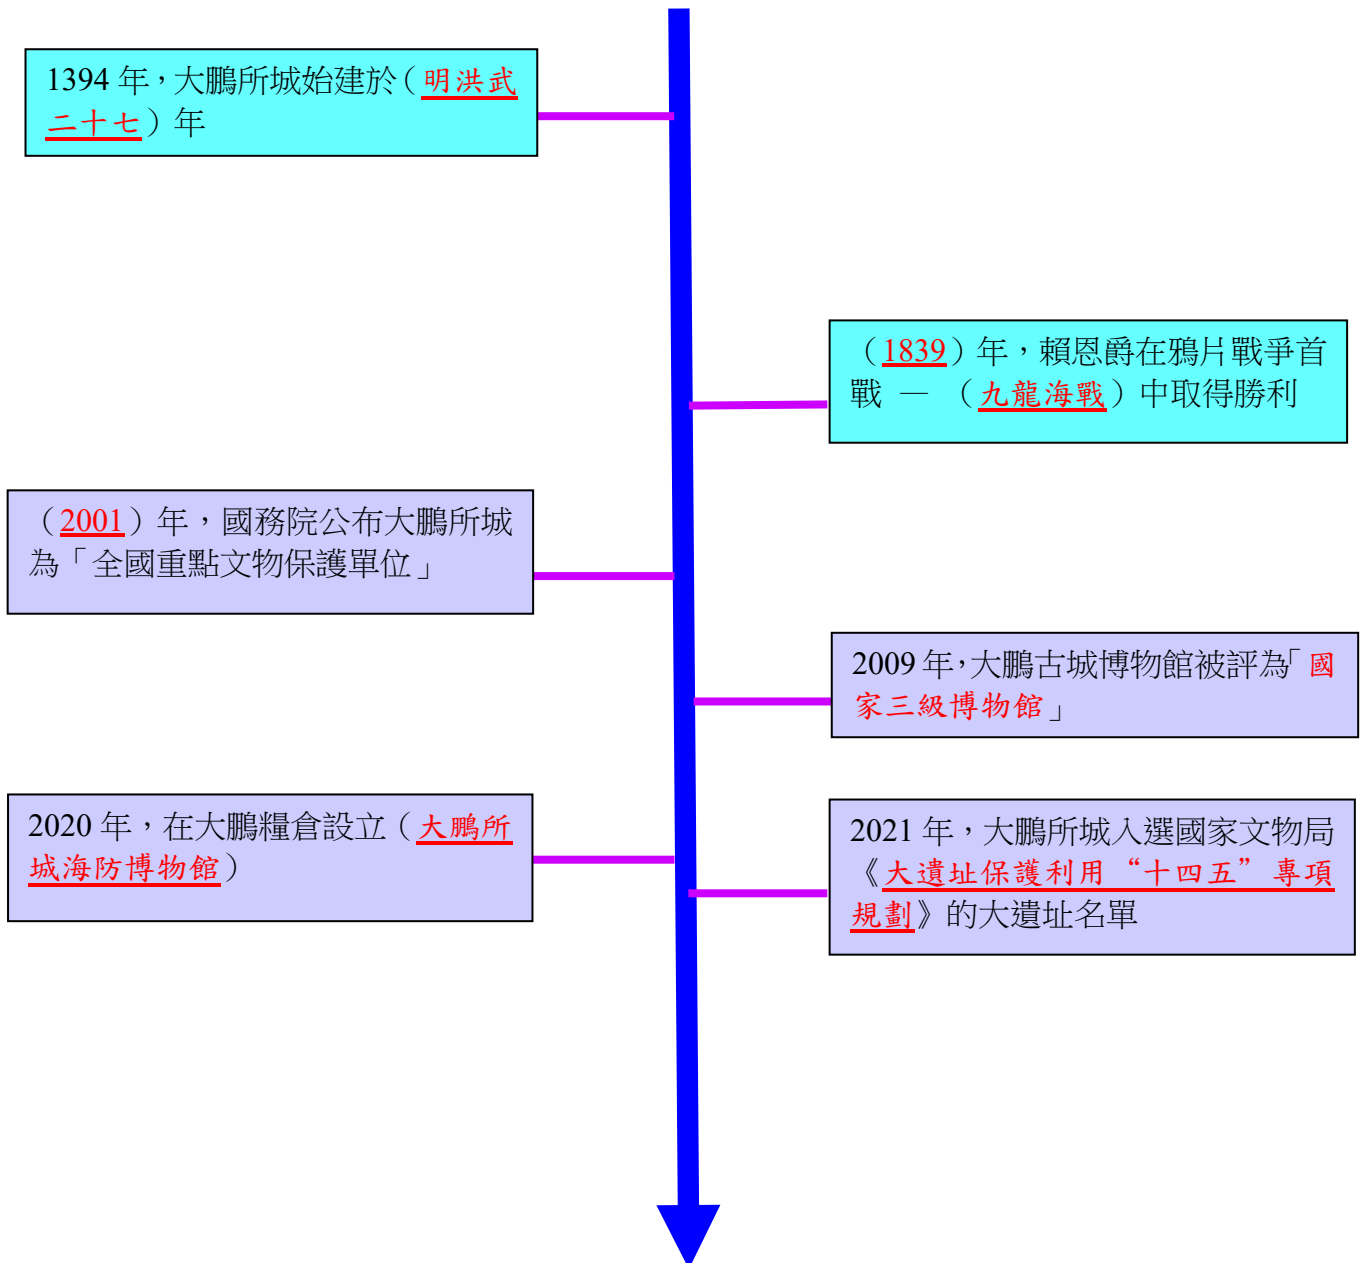 1394 年，大鵬所城始建於（明洪武
二十七）年
（1839）年，賴恩爵在鴉片戰爭首
戰 — （九龍海戰）中取得勝利
（2001）年，國務院公布大鵬所城
為「全國重點文物保護單位」
2009 年，大鵬古城博物館被評為「國
家三級博物館」
2020 年，在大鵬糧倉設立（大鵬所
城海防博物館）
2021 年，大鵬所城入選國家文物局
《大遺址保護利用“十四五”專項
規劃》的大遺址名單